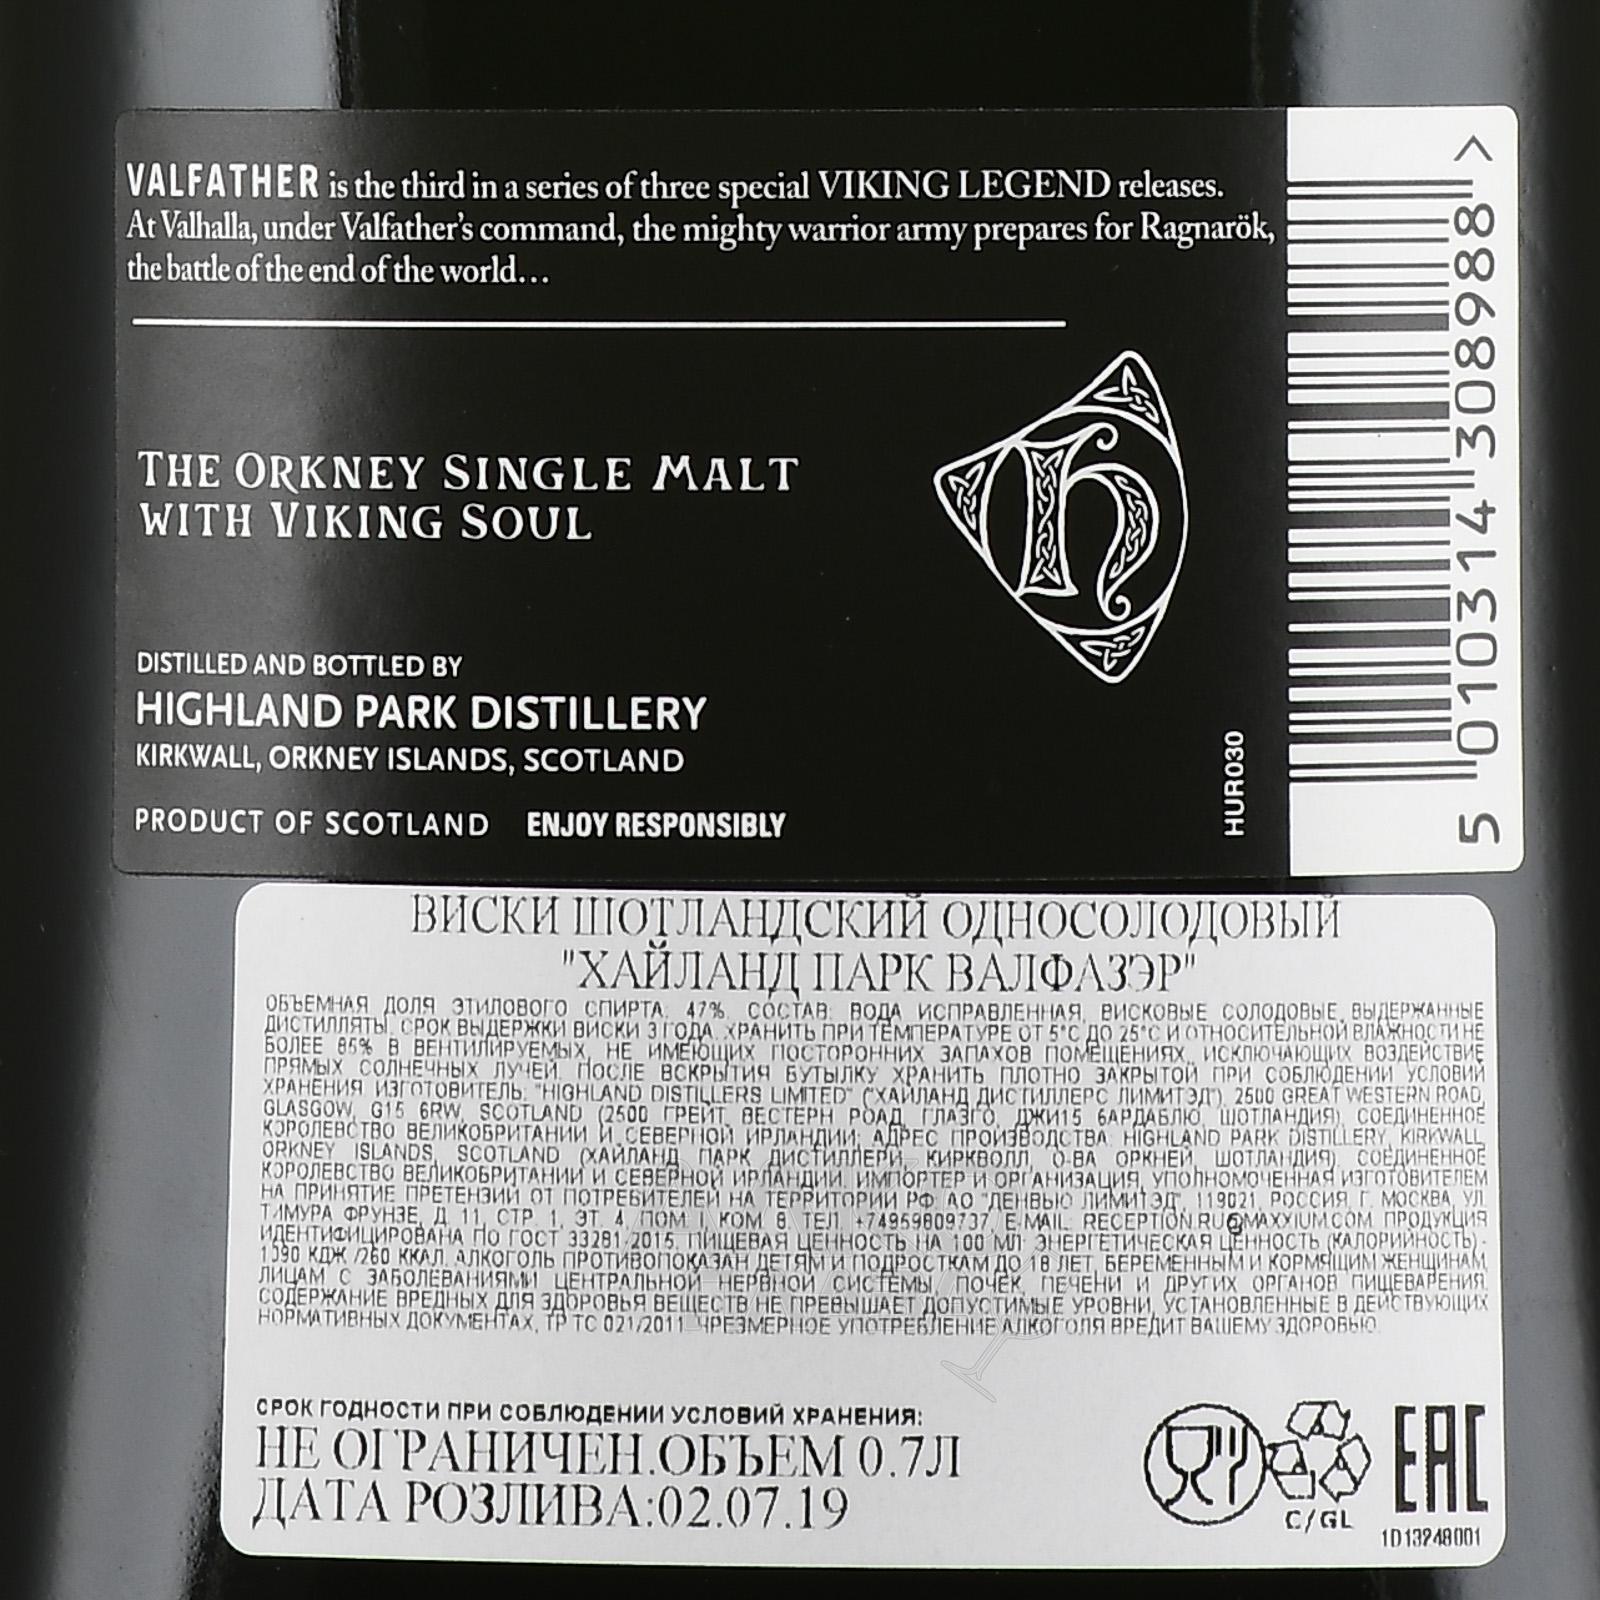 VALFATHER is the third in a series of three special VIKING LEGEND releases.
At Valhalla, under Valfather's command, the mighty warrior army prepares for Ragnarök,
the battle of the end of the world...
THE ORKNEY SINGLE MALT
WITH VIKING SOUL
h
DISTILLED AND BOTTLED BY
HIGHLAND PARK DISTILLERY
KIRKWALL, ORKNEY ISLANDS, SCOTLAND
PRODUCT OF SCOTLAND ENJOY RESPONSIBLY
HUR030
5 010314 308988 >
ВИСКИ ШОТЛАНДСКИЙ ОДНОСОЛОДОВЫЙ
"ХАЙЛАНД ПАРК ВАЛФАЗЭР"
ОБЪЕМНАЯ ДОЛЯ ЭТИЛОВОГО СПИРТА: 47%. СОСТАВ: ВОДА ИСПРАВЛЕННАЯ, ВИСКОВЫЕ СОЛОДОВЫЕ ВЫДЕРЖАННЫЕ
ДИСТИЛЛЯТЫ. СРОК ВЫДЕРЖКИ ВИСКИ 3 ГОДА. ХРАНИТЬ ПРИ ТЕМПЕРАТУРЕ ОТ 5°С ДО 25°С И ОТНОСИТЕЛЬНОЙ ВЛАЖНОСТИ НЕ
БОЛЕЕ 85% В ВЕНТИЛИРУЕМЫХ, НЕ ИМЕЮЩИХ ПОСТОРОННИХ ЗАПАХОВ ПОМЕЩЕНИЯХ, ИСКЛЮЧАЮЩИХ ВОЗДЕЙСТВИЕ
ПРЯМЫХ СОЛНЕЧНЫХ ЛУЧЕЙ. ПОСЛЕ ВСКРЫТИЯ БУТЫЛКУ ХРАНИТЬ ПЛОТНО ЗАКРЫТОЙ ПРИ СОБЛЮДЕНИИ УСЛОВИЙ
ХРАНЕНИЯ. ИЗГОТОВИТЕЛЬ: "HIGHLAND DISTILLERS LIMITED" ("ХАЙЛАНД ДИСТИЛЛЕРС ЛИМИТЭД"), 2500 GREAT WESTERN ROAD,
GLASGOW, G15 6RW, SCOTLAND (2500 ГРЕЙТ ВЕСТЕРН РОАД, ГЛАЗГО, ДЖИ15 6АРДАБЛЮ, ШОТЛАНДИЯ), СОЕДИНЕННОЕ
КОРОЛЕВСТВО ВЕЛИКОБРИТАНИИ И СЕВЕРНОЙ ИРЛАНДИИ; АДРЕС ПРОИЗВОДСТВА: HIGHLAND PARK DISTILLERY, KIRKWALL,
ORKNEY ISLANDS, SCOTLAND (ХАЙЛАНД ПАРК ДИСТИЛЛЕРИ, КИРКВОЛЛ, О-ВА ОРКНЕЙ, ШОТЛАНДИЯ), СОЕДИНЕННОЕ
КОРОЛЕВСТВО ВЕЛИКОБРИТАНИИ И СЕВЕРНОЙ ИРЛАНДИИ. ИМПОРТЕР И ОРГАНИЗАЦИЯ, УПОЛНОМОЧЕННАЯ ИЗГОТОВИТЕЛЕМ
НА ПРИНЯТИЕ ПРЕТЕНЗИЙ ОТ ПОТРЕБИТЕЛЕЙ НА ТЕРРИТОРИИ РФ: АО "ДЕНВЬЮ ЛИМИТЭД", 119021, РОССИЯ, Г. МОСКВА, УЛ.
ТИМУРА ФРУНЗЕ, Д. 11, СТР. 1, ЭТ. 4, ПОМ. I, КОМ. 8, ТЕЛ. +74959809737, E-MAIL: RECEPTION.RU@MAXXIUM.COM. ПРОДУКЦИЯ
ИДЕНТИФИЦИРОВАНА ПО ГОСТ 33281-2015. ПИЩЕВАЯ ЦЕННОСТЬ НА 100 МЛ: ЭНЕРГЕТИЧЕСКАЯ ЦЕННОСТЬ (КАЛОРИЙНОСТЬ) -
1090 КДЖ /260 ККАЛ. АЛКОГОЛЬ ПРОТИВОПОКАЗАН ДЕТЯМ И ПОДРОСТКАМ ДО 18 ЛЕТ, БЕРЕМЕННЫМ И КОРМЯЩИМ ЖЕНЩИНАМ,
ЛИЦАМ С ЗАБОЛЕВАНИЯМИ ЦЕНТРАЛЬНОЙ НЕРВНОЙ СИСТЕМЫ, ПОЧЕК, ПЕЧЕНИ И ДРУГИХ ОРГАНОВ ПИЩЕВАРЕНИЯ.
СОДЕРЖАНИЕ ВРЕДНЫХ ДЛЯ ЗДОРОВЬЯ ВЕЩЕСТВ НЕ ПРЕВЫШАЕТ ДОПУСТИМЫЕ УРОВНИ, УСТАНОВЛЕННЫЕ В ДЕЙСТВУЮЩИХ
НОРМАТИВНЫХ ДОКУМЕНТАХ, ТР ТС 021/2011. ЧРЕЗМЕРНОЕ УПОТРЕБЛЕНИЕ АЛКОГОЛЯ ВРЕДИТ ВАШЕМУ ЗДОРОВЬЮ.
СРОК ГОДНОСТИ ПРИ СОБЛЮДЕНИИ УСЛОВИЙ ХРАНЕНИЯ:
НЕ ОГРАНИЧЕН.ОБЪЕМ 0.7Л
ДАТА РОЗЛИВА:02.07.19
C/GL
EAC
1D13248001